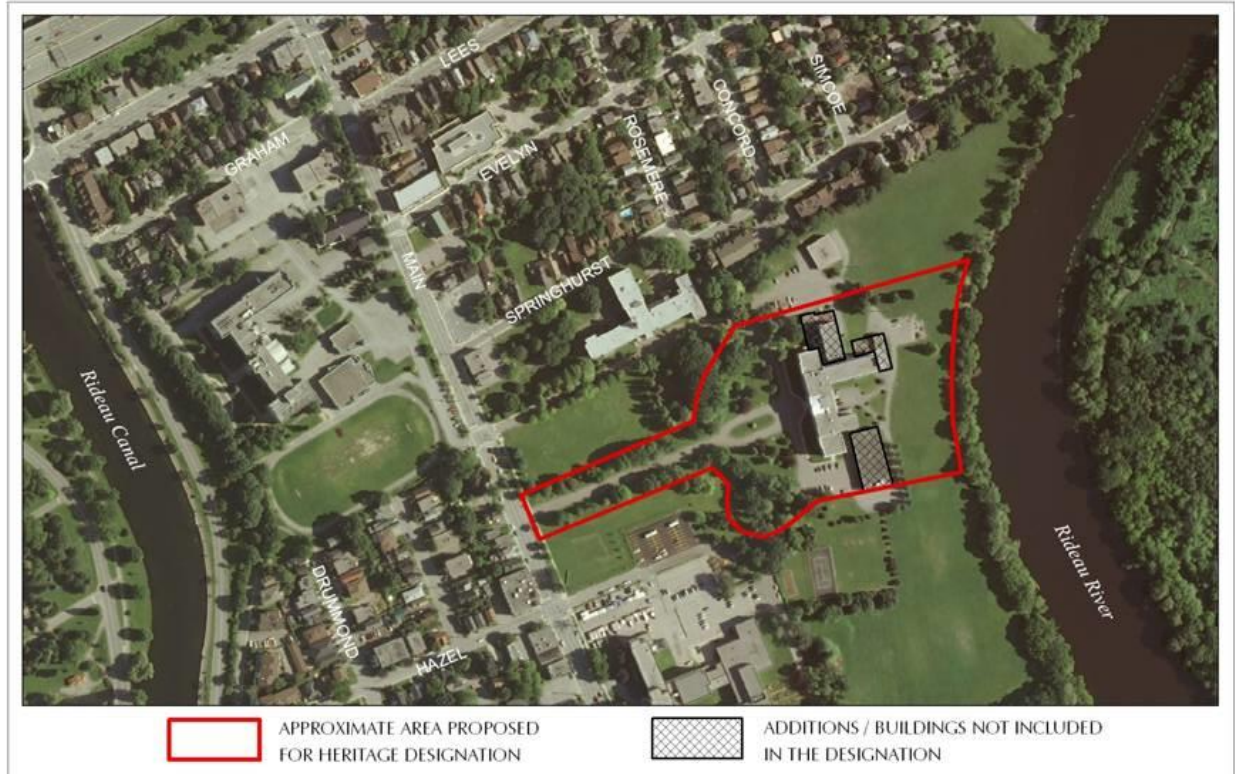 LEES
SIMCOE
CONCORD
GRAHAM
ROSEMERE
EVELYN
MAIN
SPRINGHURST
Rideau Canal
Rideau River
DRUMMOND
HAZEL
APPROXIMATE AREA PROPOSED
FOR HERITAGE DESIGNATION
ADDITIONS / BUILDINGS NOT INCLUDED
IN THE DESIGNATION